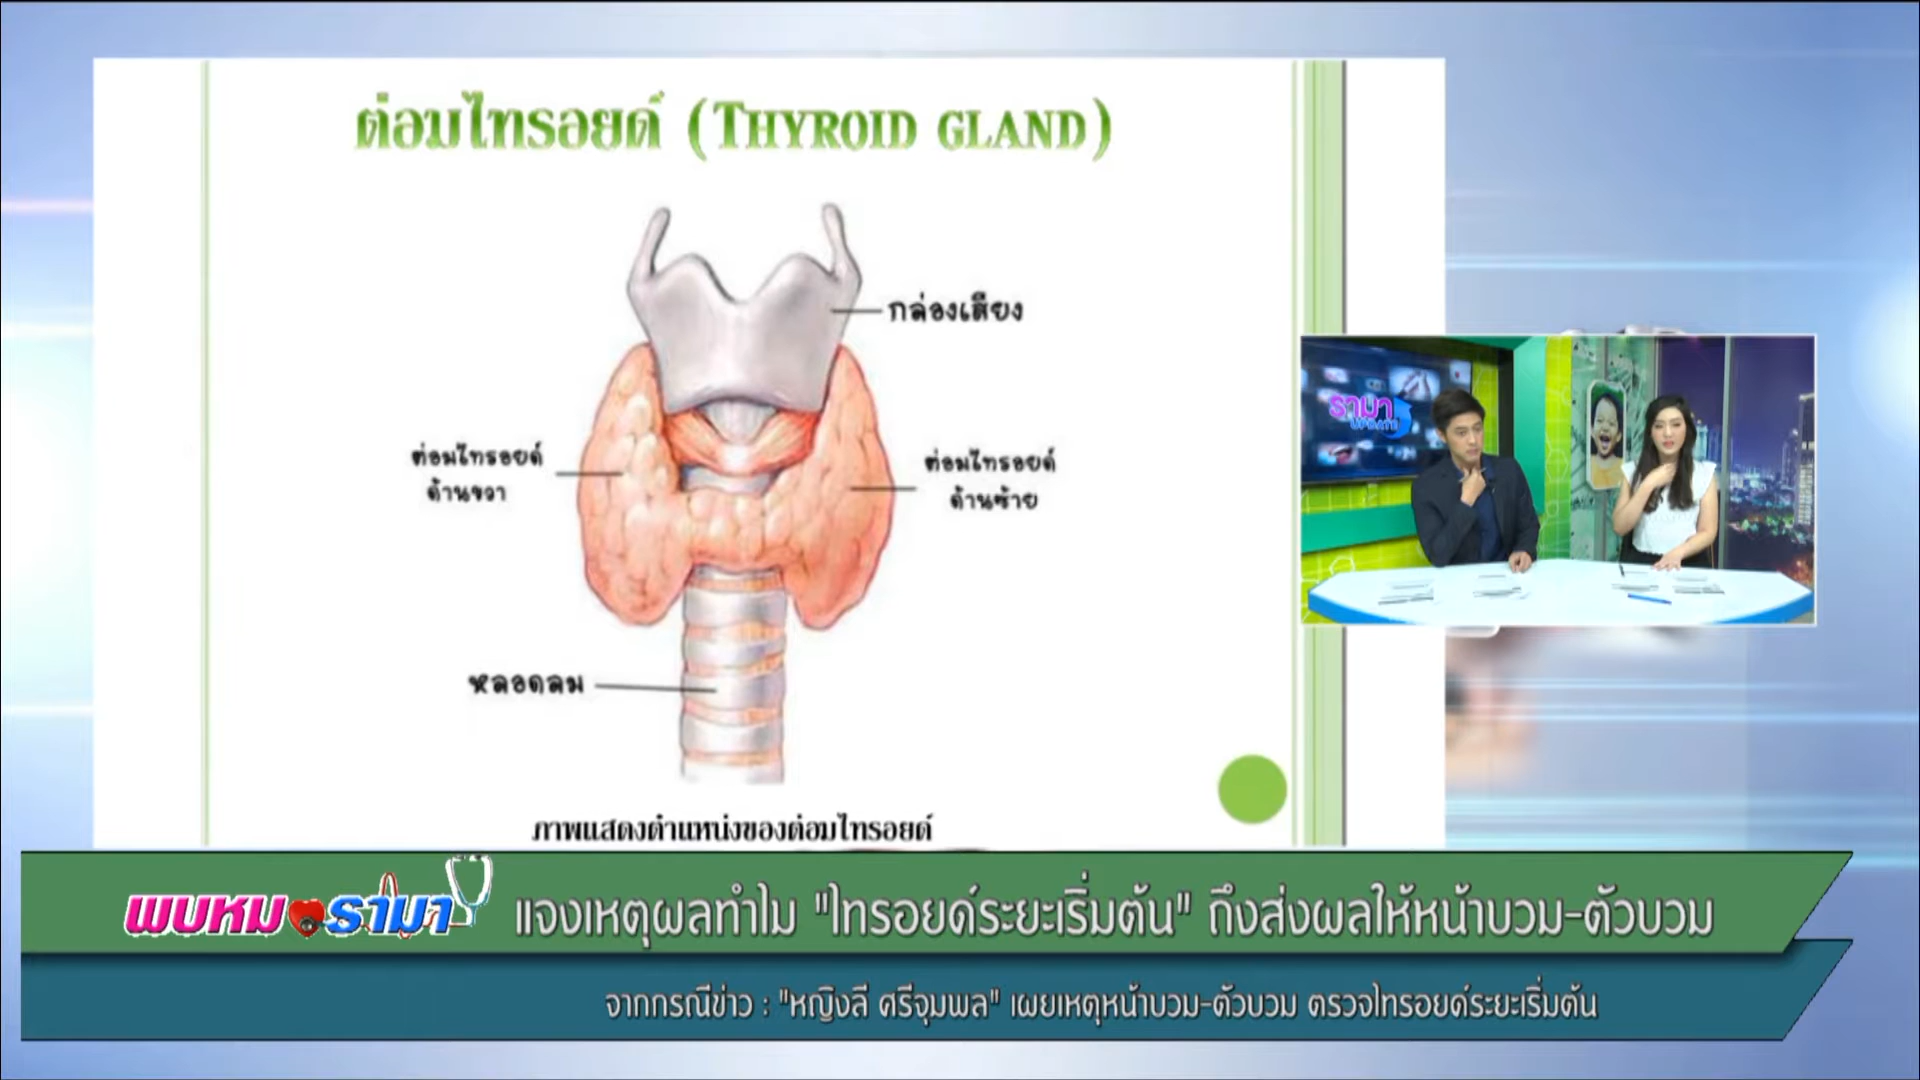 ต่อมไทรอยด์ (THYROID GLAND)
กล่องเสียง
ต่อมไทรอยด์
ด้านขวา
ต่อมไทรอยด์
ด้านซ้าย
หลอดลม
ภาพแสดงตำแหน่งของต่อมไทรอยด์
รามา
UPDATE
พบหมอรามา
แจงเหตุผลทำไม "ไทรอยด์ระยะเริ่มต้น" ถึงส่งผลให้หน้าบวม-ตัวบวม
จากกรณีข่าว : "หญิงลี ศรีจุมพล" เผยเหตุหน้าบวม-ตัวบวม ตรวจไทรอยด์ระยะเริ่มต้น